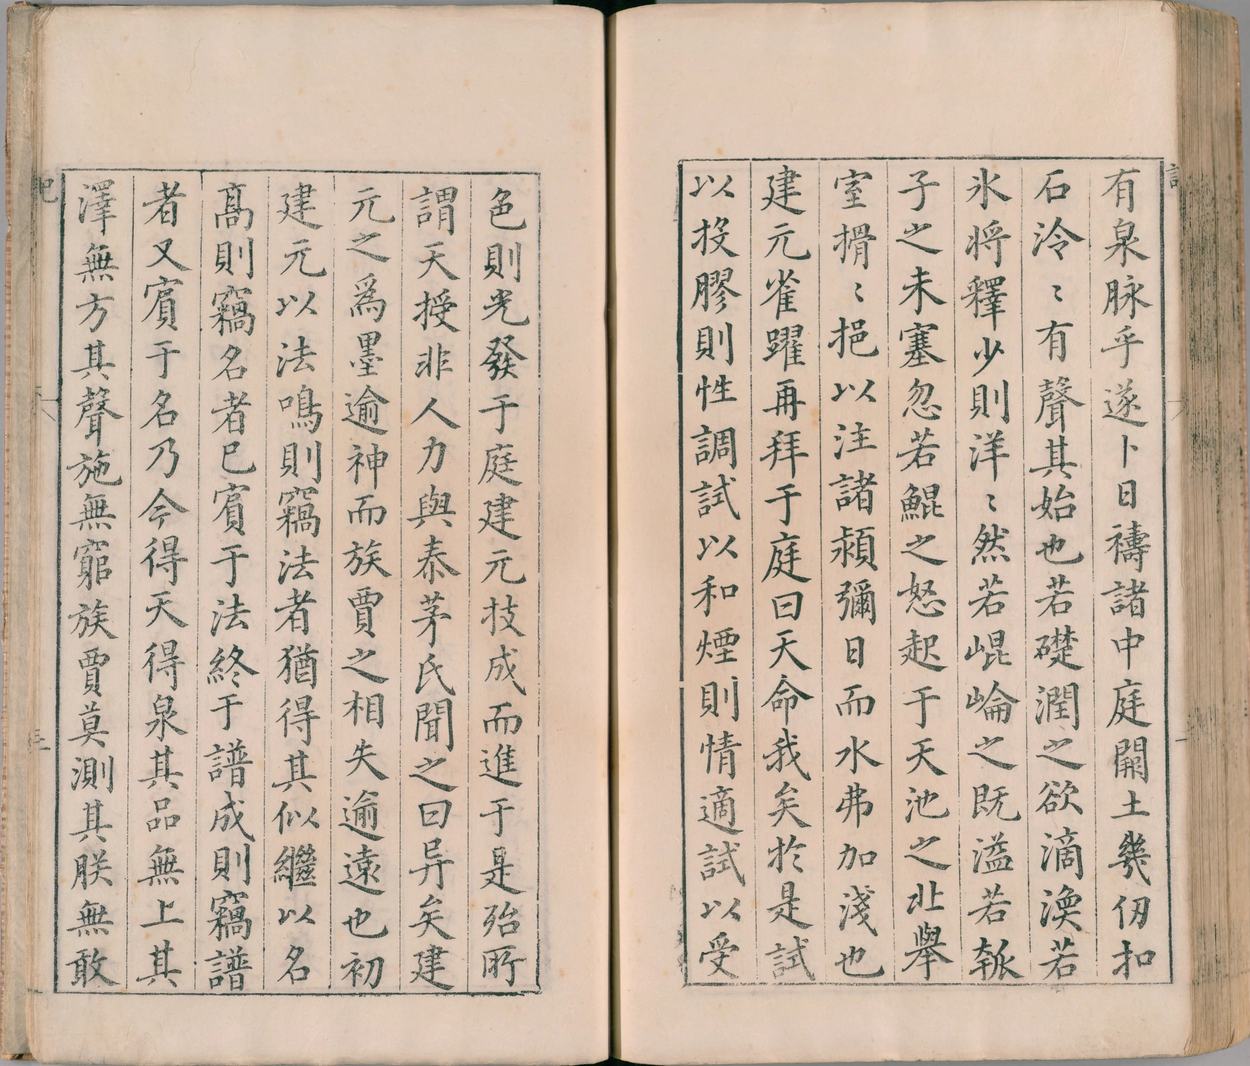 有泉脉乎遂卜日禱諸中庭闢土幾仞扣
石泠〻有聲其始也若礎潤之欲滴渙若
氷將釋少則洋〻然若崐崘之既溢若瓠
子之未塞忽若鯤之怒起于天池之北舉
室搰〻挹以注諸潁彌日而水弗加淺也
建元雀躍再拜于庭曰天命我矣於是試
以投膠則性調試以和煙則情適試以受
色則光發于庭建元技成而進于是殆所
謂天授非人力與泰茅氏聞之曰异矣建
元之爲墨逾神而族賈之相失逾遠也初
建元以法鳴則竊法者猶得其似繼以名
高則竊名者已賓于法終于譜成則竊譜
者又賓于名乃今得天得泉其品無上其
澤無方其聲施無窮族賈莫測其朕無敢